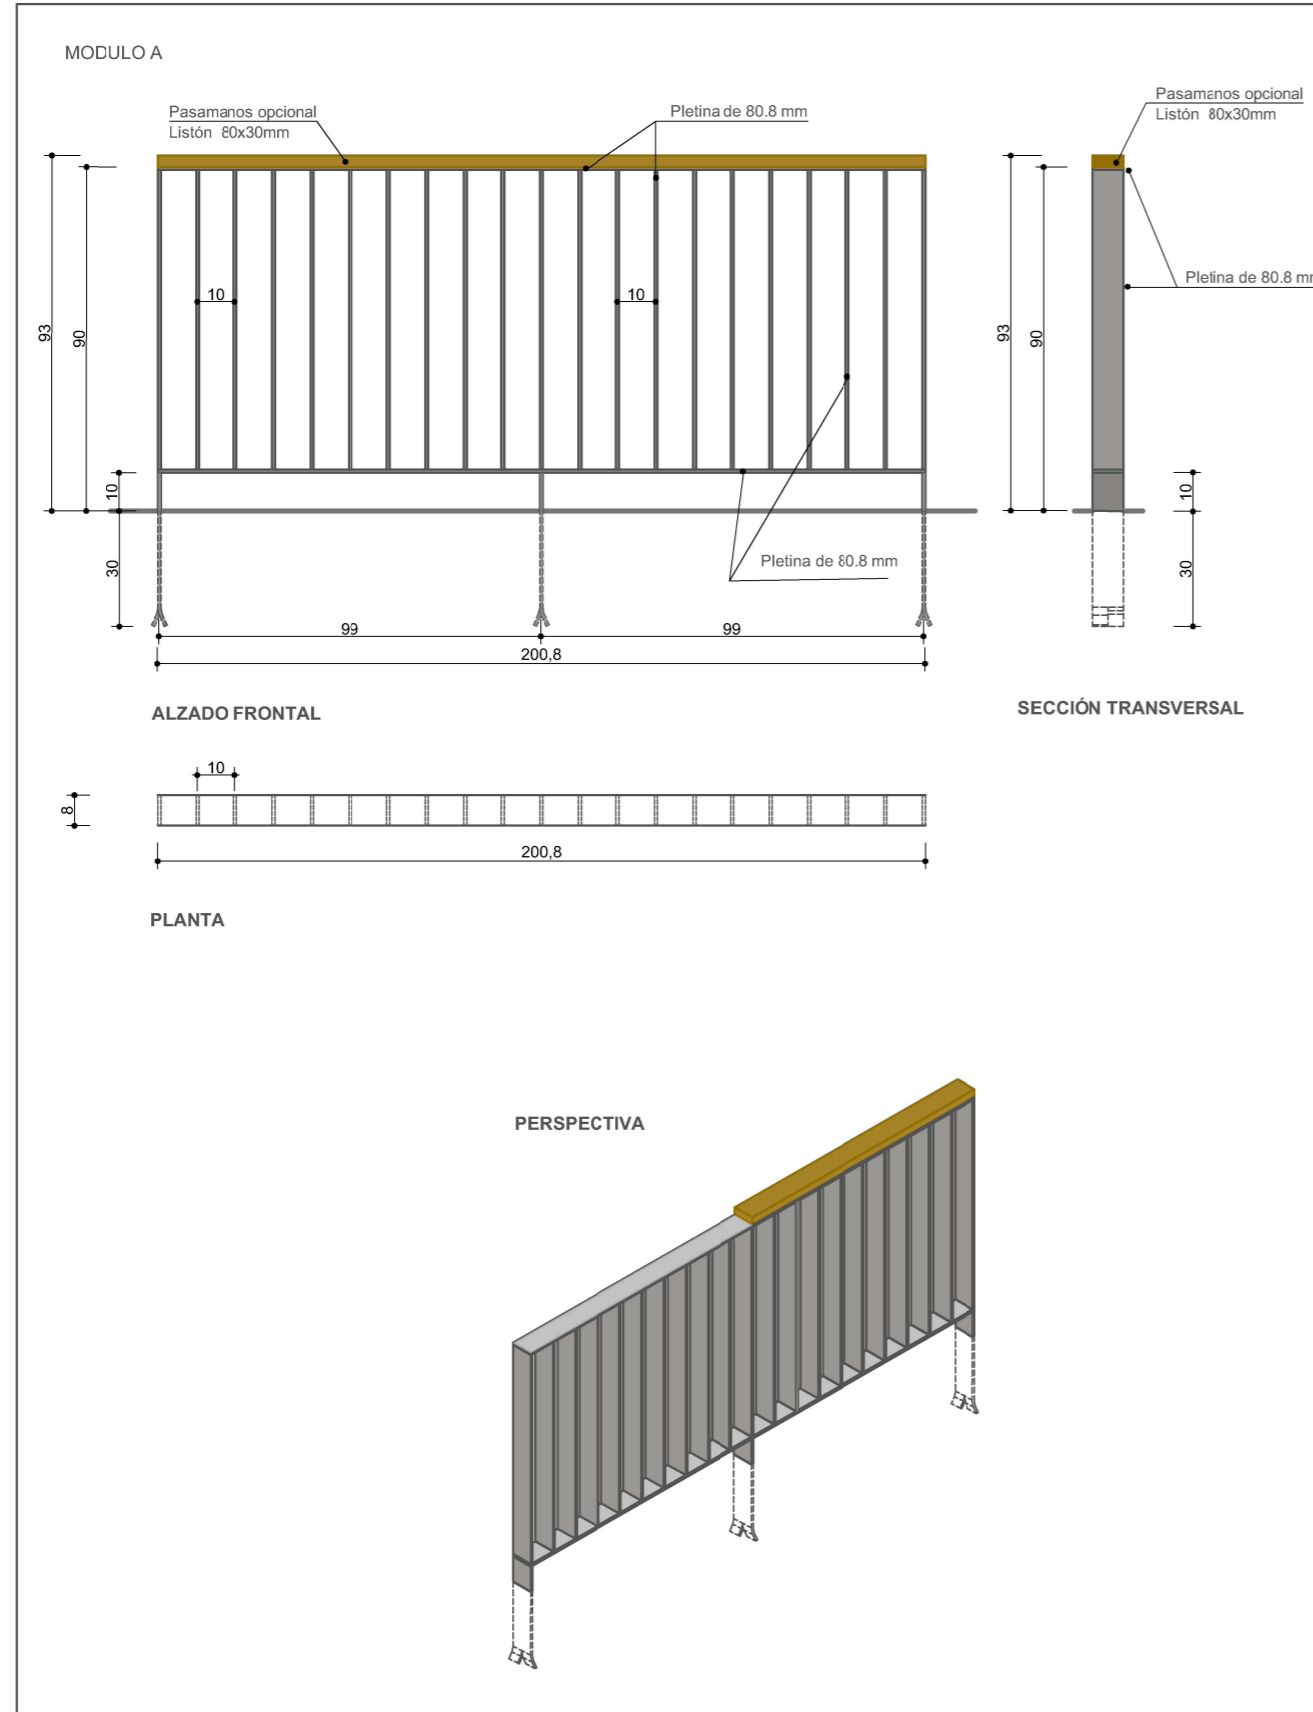 MODULO A
Pasamanos opcional
Listón 80x30mm
Pletina de 80.8 mm
Pasamanos opcional
Listón 80x30mm
93
90
10
10
10
30
Pletina de 80.8 mm
99
99
200,8
93
90
Pletina de 80.8 mm
10
30
ALZADO FRONTAL
SECCIÓN TRANSVERSAL
10
8
200,8
PLANTA
PERSPECTIVA